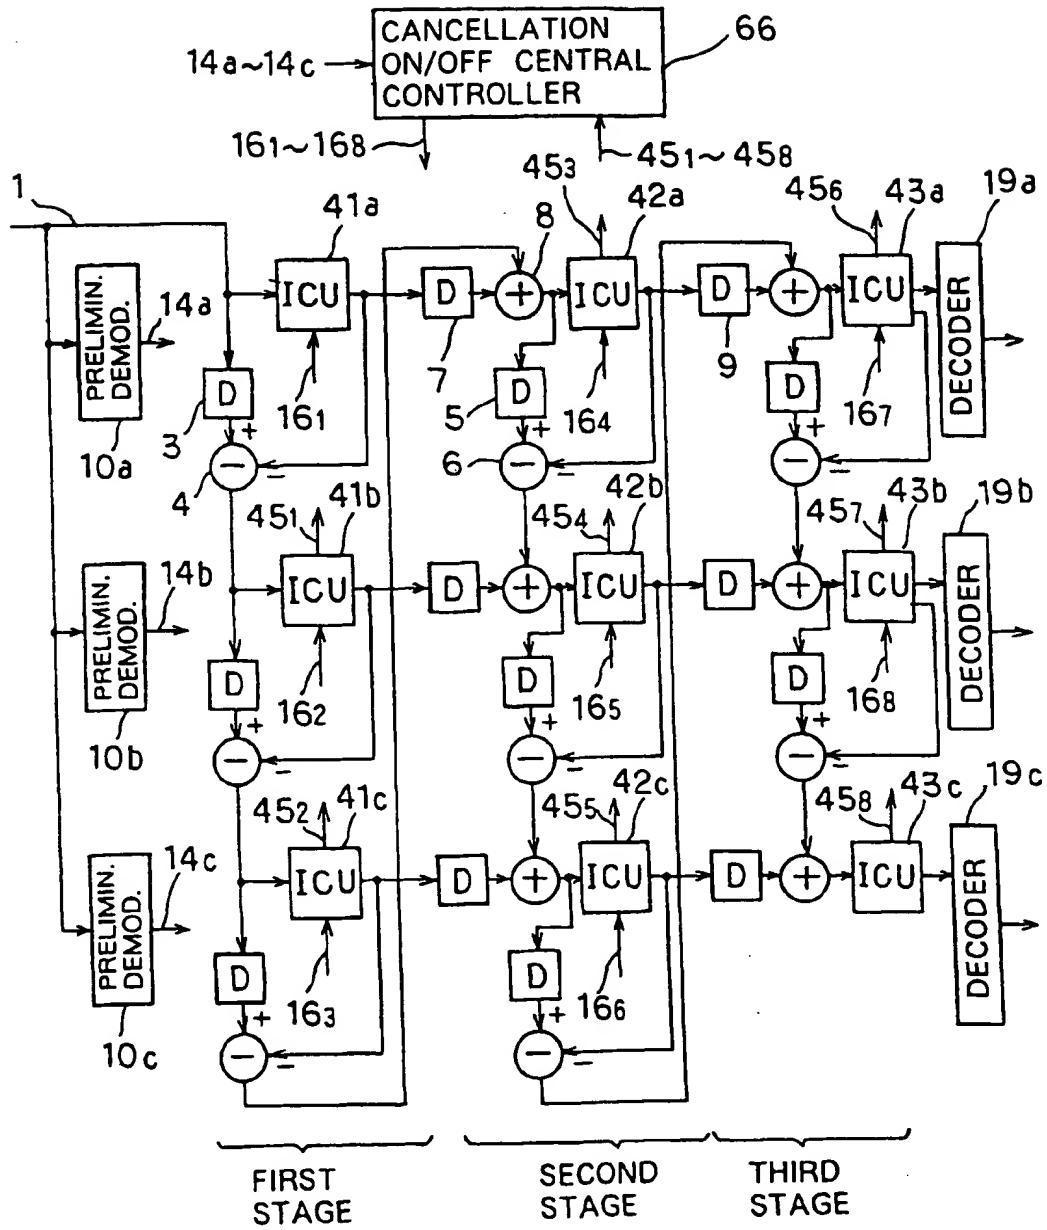 CANCELLATION
ON/OFF CENTRAL
CONTROLLER
66
14a~14c
16₁~16₈
45₁~45₈
1
41a
45₃
42a
8
45₆
43a
19a
PRELIMIN.
DEMOD.
14a
10a
ICU
D
+
ICU
D
+
ICU
DECODER
7
9
D
3
16₁
D
5
16₄
D
16₇
+
−
−
4
+
−
−
6
+
−
−
45₁
41b
45₄
42b
45₇
43b
19b
PRELIMIN.
DEMOD.
14b
10b
ICU
D
+
ICU
D
+
ICU
DECODER
D
16₂
D
16₅
D
16₈
+
−
−
+
−
−
+
−
−
45₂
41c
45₅
42c
45₈
43c
19c
PRELIMIN.
DEMOD.
14c
10c
ICU
D
+
ICU
D
+
ICU
DECODER
D
16₃
D
16₆
+
−
−
+
−
−
FIRST
STAGE
SECOND
STAGE
THIRD
STAGE